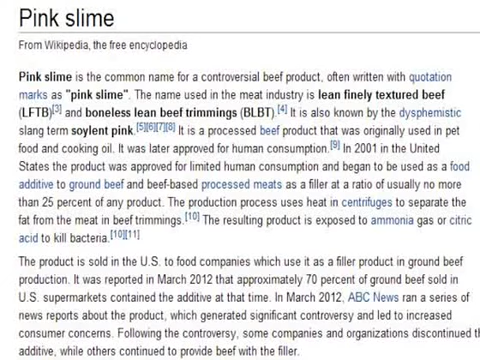 Pink slime
From Wikipedia, the free encyclopedia
Pink slime is the common name for a controversial beef product, often written with quotation
marks as "pink slime". The name used in the meat industry is lean finely textured beef
(LFTB)[3] and boneless lean beef trimmings (BLBT).[4] It is also known by the dysphemistic
slang term soylent pink.[5][6][7][8] It is a processed beef product that was originally used in pet
food and cooking oil. It was later approved for human consumption.[9] In 2001 in the United
States the product was approved for limited human consumption and began to be used as a food
additive to ground beef and beef-based processed meats as a filler at a ratio of usually no more
than 25 percent of any product. The production process uses heat in centrifuges to separate the
fat from the meat in beef trimmings.[10] The resulting product is exposed to ammonia gas or citric
acid to kill bacteria.[10][11]
The product is sold in the U.S. to food companies which use it as a filler product in ground beef
production. It was reported in March 2012 that approximately 70 percent of ground beef sold in
U.S. supermarkets contained the additive at that time. In March 2012, ABC News ran a series of
news reports about the product, which generated significant controversy and led to increased
consumer concerns. Following the controversy, some companies and organizations discontinued th
additive, while others continued to provide beef with the filler.